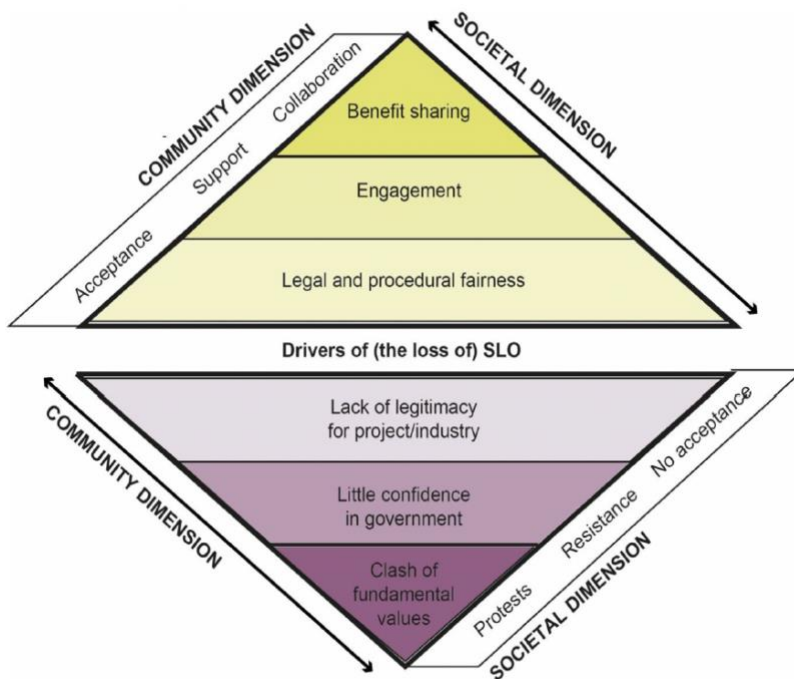 COMMUNITY DIMENSION
SOCIETAL DIMENSION
Collaboration
Support
Acceptance
Benefit sharing
Engagement
Legal and procedural fairness
Drivers of (the loss of) SLO
Lack of legitimacy
for project/industry
Little confidence
in government
Clash of
fundamental
values
COMMUNITY DIMENSION
No acceptance
Resistance
Protests
SOCIETAL DIMENSION